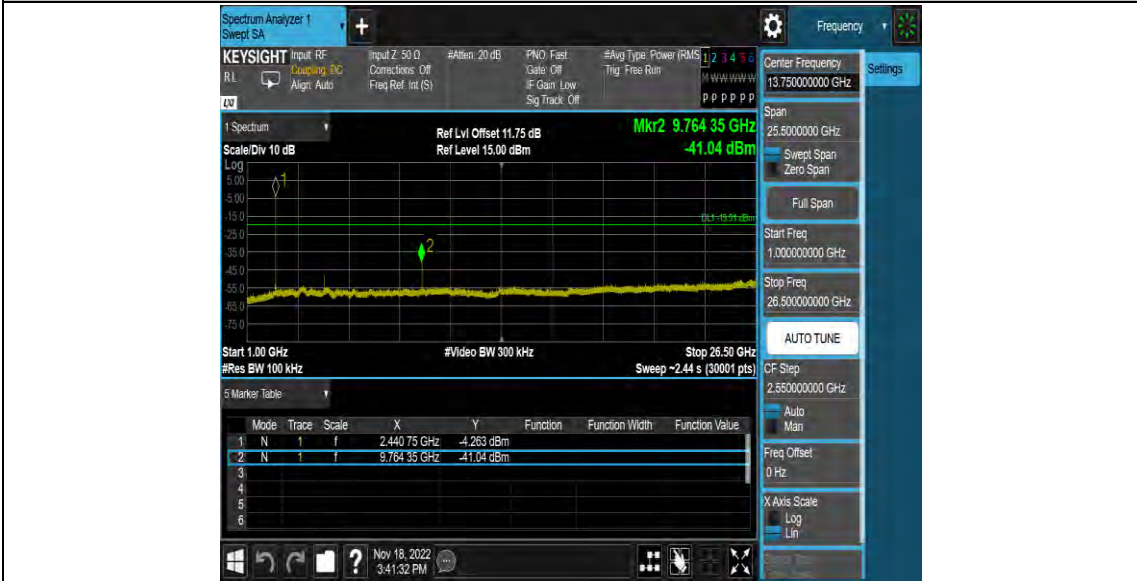 Spectrum Analyzer 1
Swept SA
+
Frequency
KEYSIGHT
Input: RF
Coupling: DC
Align: Auto
Input Z: 50 Ω
Corrections: Off
Freq Ref: Int (S)
#Atten: 20 dB
PNO: Fast
Gate: Off
IF Gain: Low
Sig Track: Off
#Avg Type: Power (RMS
Trig: Free Run
1 2 3 4 5 6
M W W W W W
P P P P P P
R L
LXI
Center Frequency
13.750000000 GHz
Settings
Span
25.5000000 GHz
Swept Span
Zero Span
Full Span
Start Freq
1.000000000 GHz
Stop Freq
26.500000000 GHz
AUTO TUNE
CF Step
2.550000000 GHz
Auto
Man
Freq Offset
0 Hz
X Axis Scale
Log
Lin
1 Spectrum
Scale/Div 10 dB
Ref Lvl Offset 11.75 dB
Ref Level 15.00 dBm
Mkr2 9.764 35 GHz
-41.04 dBm
Log
5.00
-5.00
-15.0
-25.0
-35.0
-45.0
-55.0
-65.0
-75.0
1
2
Start 1.00 GHz
#Res BW 100 kHz
#Video BW 300 kHz
Stop 26.50 GHz
Sweep ~2.44 s (30001 pts)
5 Marker Table
Mode Trace Scale X Y Function Function Width Function Value
1 N 1 f 2.440 75 GHz -4.263 dBm
2 N 1 f 9.764 35 GHz -41.04 dBm
3
4
5
6
?
Nov 18, 2022
3:41:32 PM